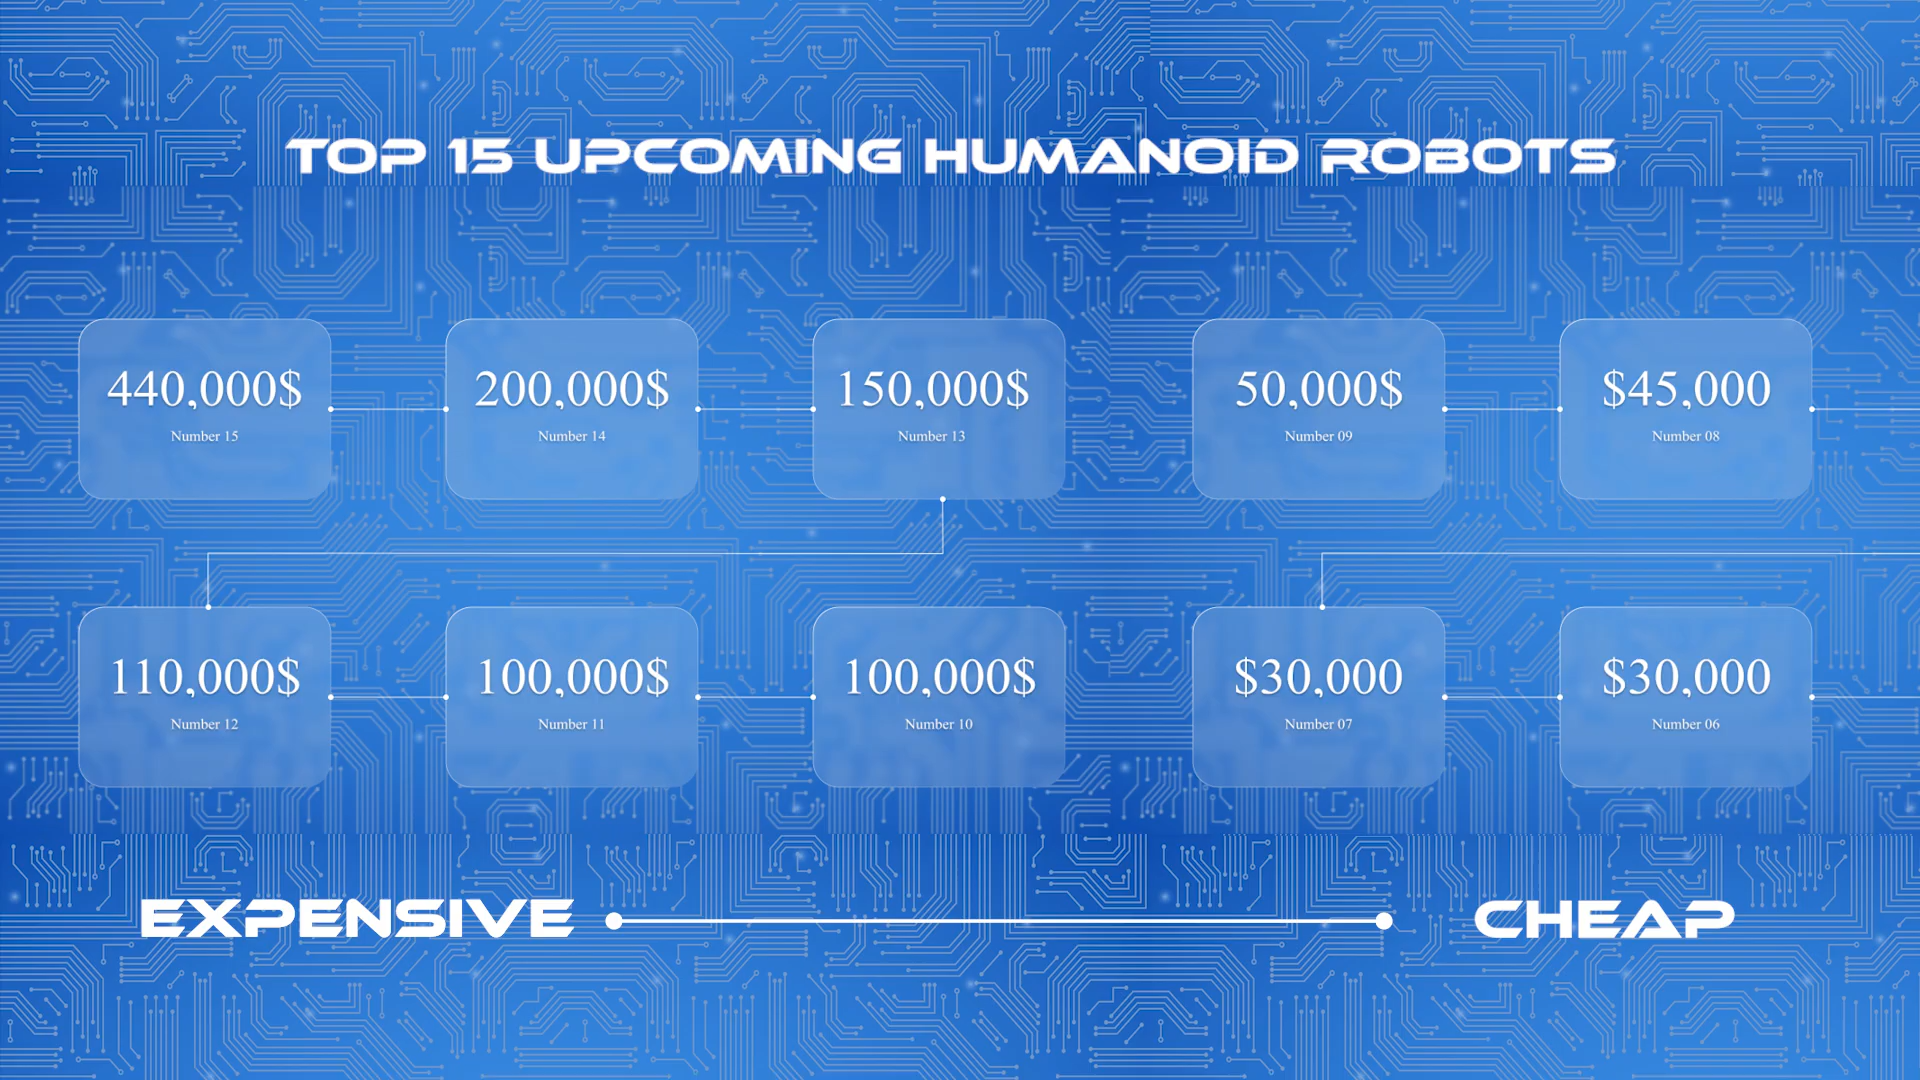 TOP 15 UPCOMING HUMANOID ROBOTS
440,000$
Number 15
200,000$
Number 14
150,000$
Number 13
50,000$
Number 09
$45,000
Number 08
110,000$
Number 12
100,000$
Number 11
100,000$
Number 10
$30,000
Number 07
$30,000
Number 06
EXPENSIVE
CHEAP